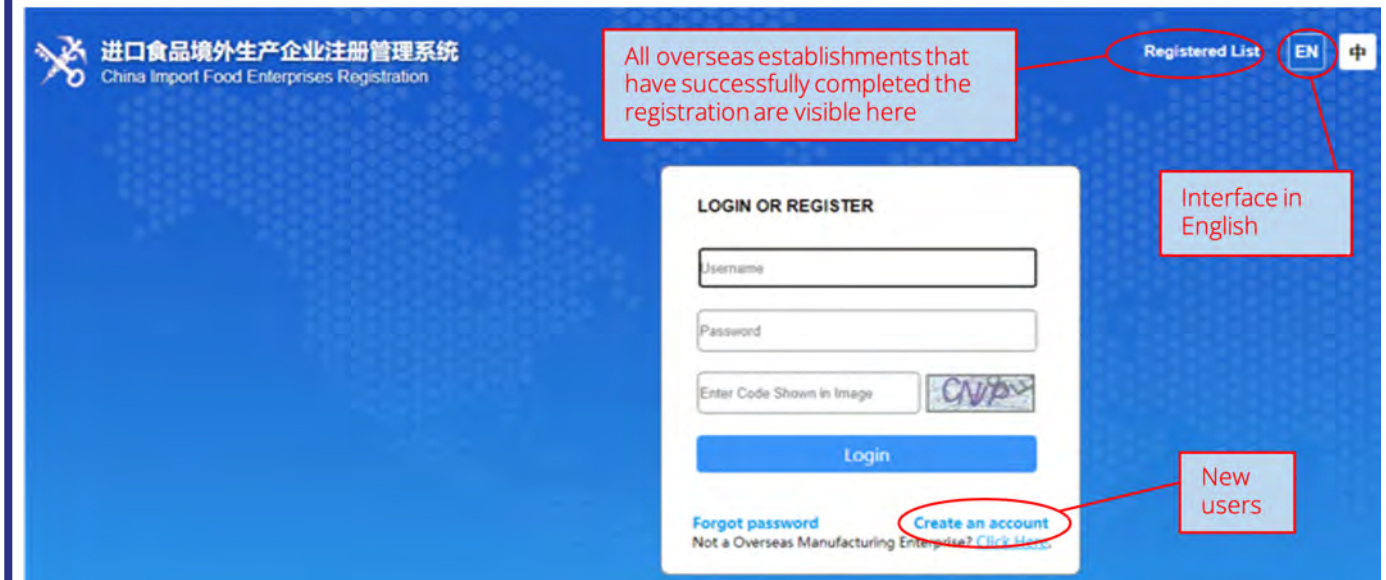 进口食品境外生产企业注册管理系统
China Import Food Enterprises Registration
All overseas establishments that
have successfully completed the
registration are visible here
Registered List
EN
中
Interface in
English
LOGIN OR REGISTER
Username
Password
Enter Code Shown in Image
Login
New
users
Forgot password
Create an account
Not a Overseas Manufacturing Enterprise? Click Here.